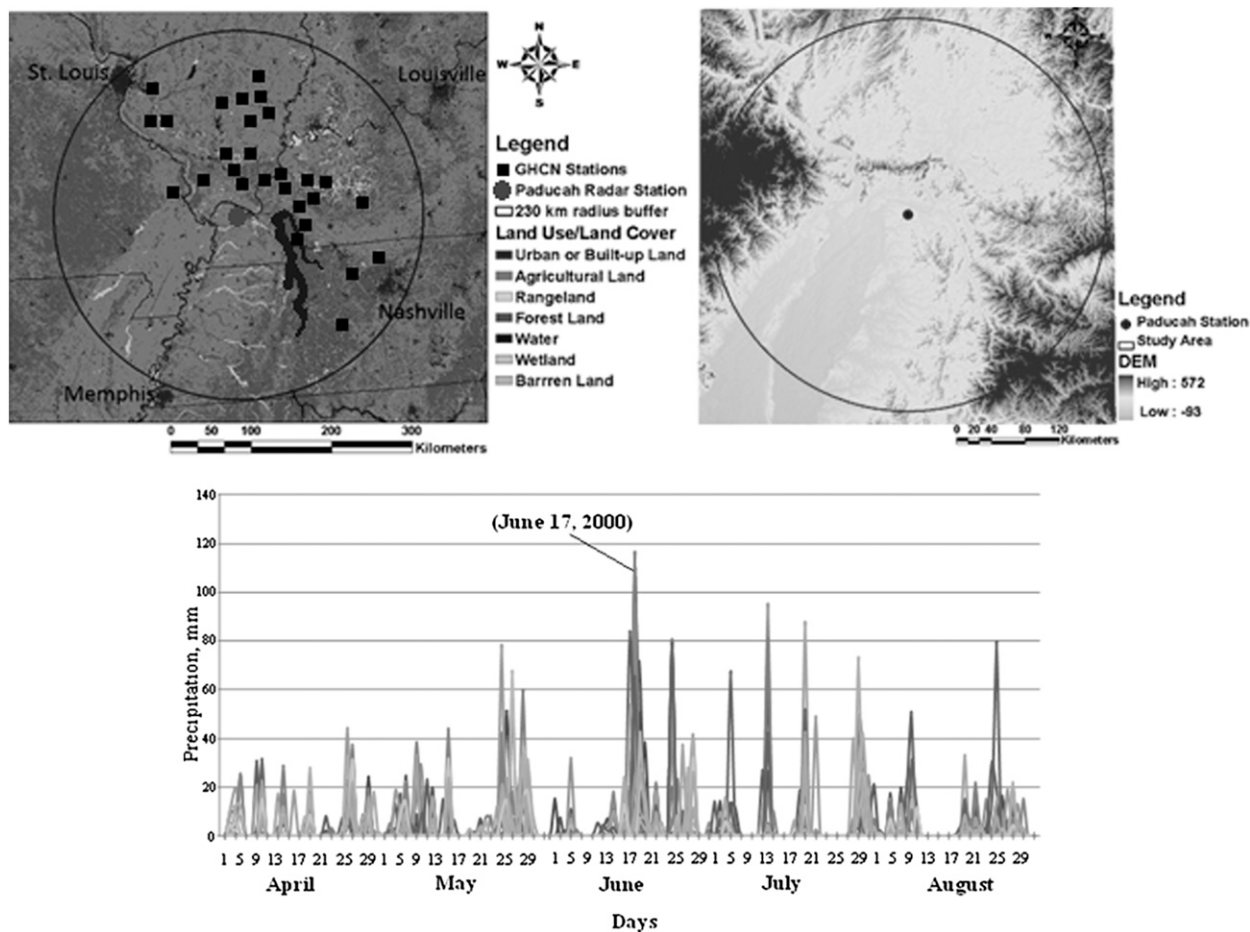 St. Louis
Louisville
Nashville
Memphis
N
W E
S
Legend
GHCN Stations
Paducah Radar Station
230 km radius buffer
Land Use/Land Cover
Urban or Built-up Land
Agricultural Land
Rangeland
Forest Land
Water
Wetland
Barrren Land
0 50 100 200 300
Kilometers
Legend
Paducah Station
Study Area
DEM
High : 572
Low : -93
0 20 40 80 120
Kilometers
(June 17, 2000)
Precipitation, mm
140
120
100
80
60
40
20
0
1 5 9 13 17 21 25 29 1 5 9 13 17 21 25 29 1 5 9 13 17 21 25 29 1 5 9 13 17 21 25 29 1 5 9 13 17 21 25 29
April May June July August
Days